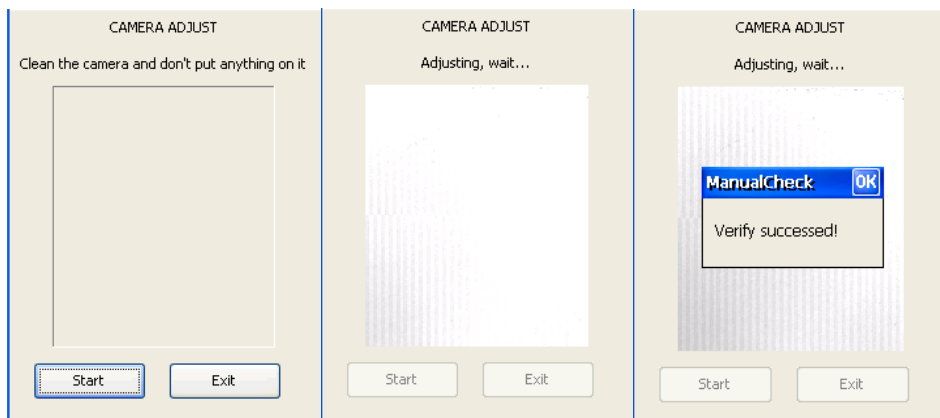 CAMERA ADJUST
Clean the camera and don't put anything on it
Start
Exit
CAMERA ADJUST
Adjusting, wait...
Start
Exit
CAMERA ADJUST
Adjusting, wait...
ManualCheck
OK
Verify successed!
Start
Exit